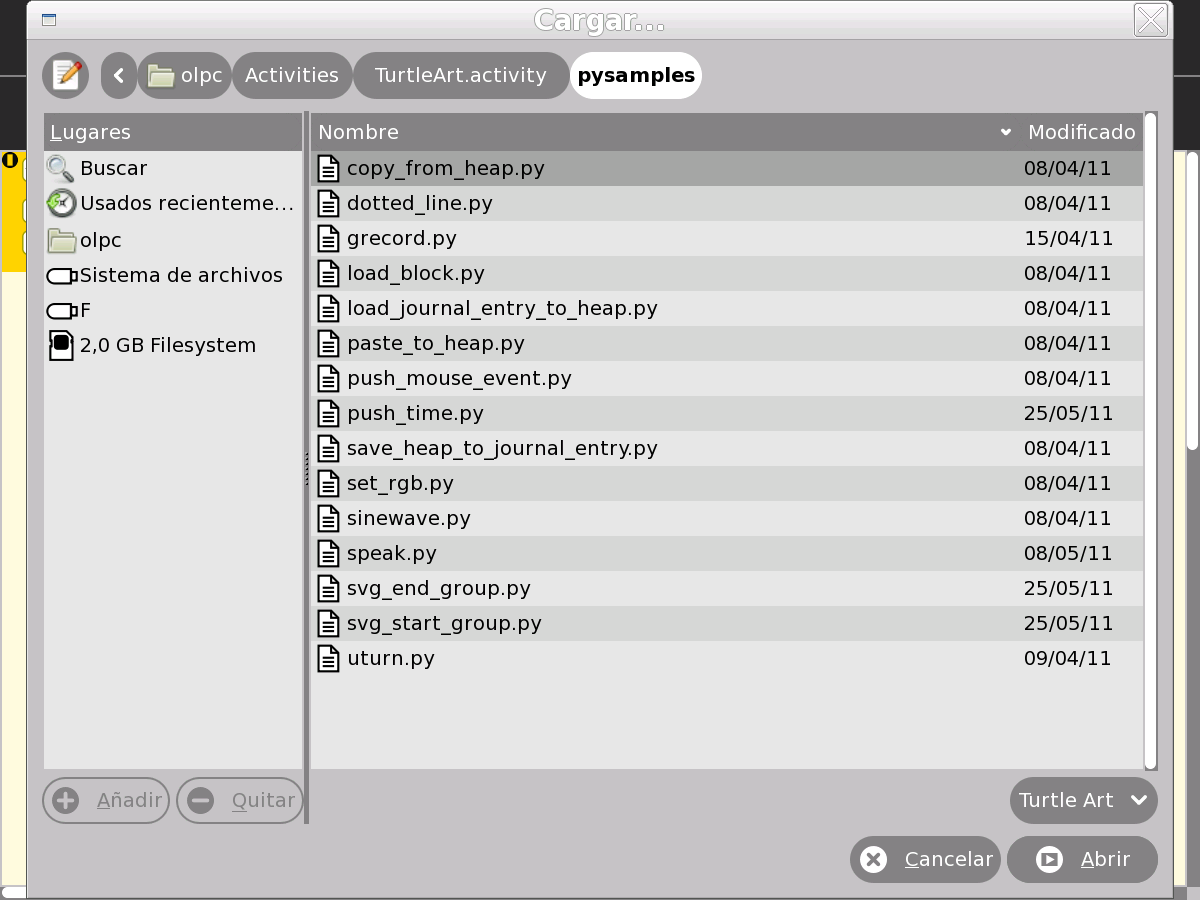 Cargar...
olpc Activities TurtleArt.activity pysamples
Lugares
Buscar
Usados recienteme...
olpc
Sistema de archivos
F
2,0 GB Filesystem
Añadir Quitar
Nombre Modificado
copy_from_heap.py 08/04/11
dotted_line.py 08/04/11
grecord.py 15/04/11
load_block.py 08/04/11
load_journal_entry_to_heap.py 08/04/11
paste_to_heap.py 08/04/11
push_mouse_event.py 08/04/11
push_time.py 25/05/11
save_heap_to_journal_entry.py 08/04/11
set_rgb.py 08/04/11
sinewave.py 08/04/11
speak.py 08/05/11
svg_end_group.py 25/05/11
svg_start_group.py 25/05/11
uturn.py 09/04/11
Turtle Art
Cancelar Abrir